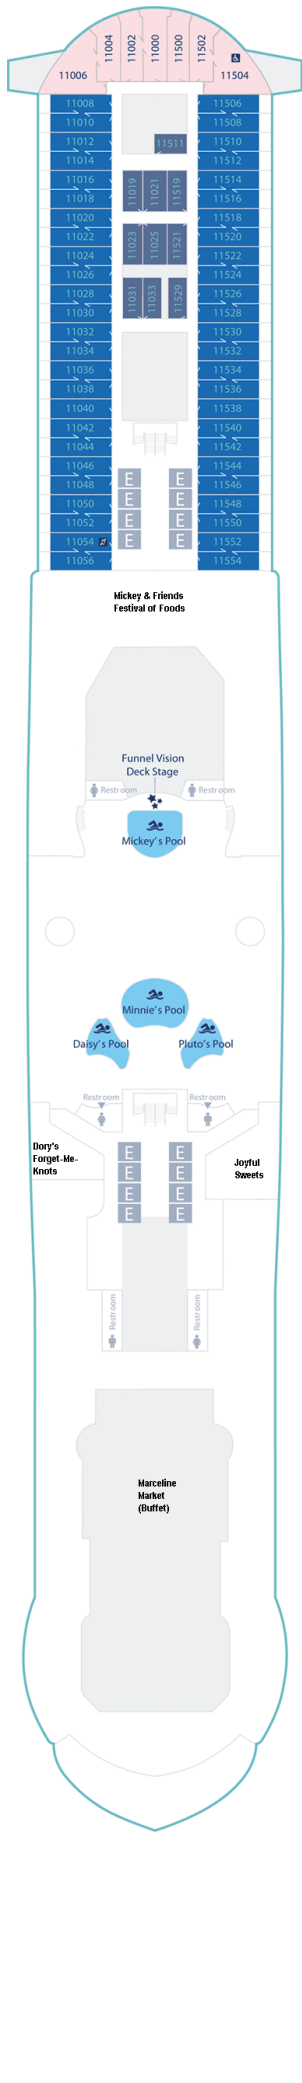 11004
11002
11000
11500
11502
11006
11504
11008
11506
11010
11508
11012
11511
11510
11014
11512
11016
11019
11021
11519
11514
11018
11516
11020
11518
11022
11023
11025
11521
11520
11024
11522
11026
11524
11028
11031
11033
11529
11526
11030
11528
11032
11530
11034
11532
11036
11534
11038
11536
11040
11538
11042
11540
11044
11542
11046
11544
E
E
11048
11546
E
E
11050
11548
E
E
11052
11550
E
E
11054
11552
11056
11554
Mickey & Friends
Festival of Foods
Funnel Vision
Deck Stage
Restroom
Restroom
Mickey's Pool
Minnie's Pool
Daisy's Pool
Pluto's Pool
Restroom
Restroom
Dory's
Forget-Me-
Knots
Joyful
Sweets
E
E
E
E
E
E
E
E
Restroom
Restroom
Marceline
Market
(Buffet)